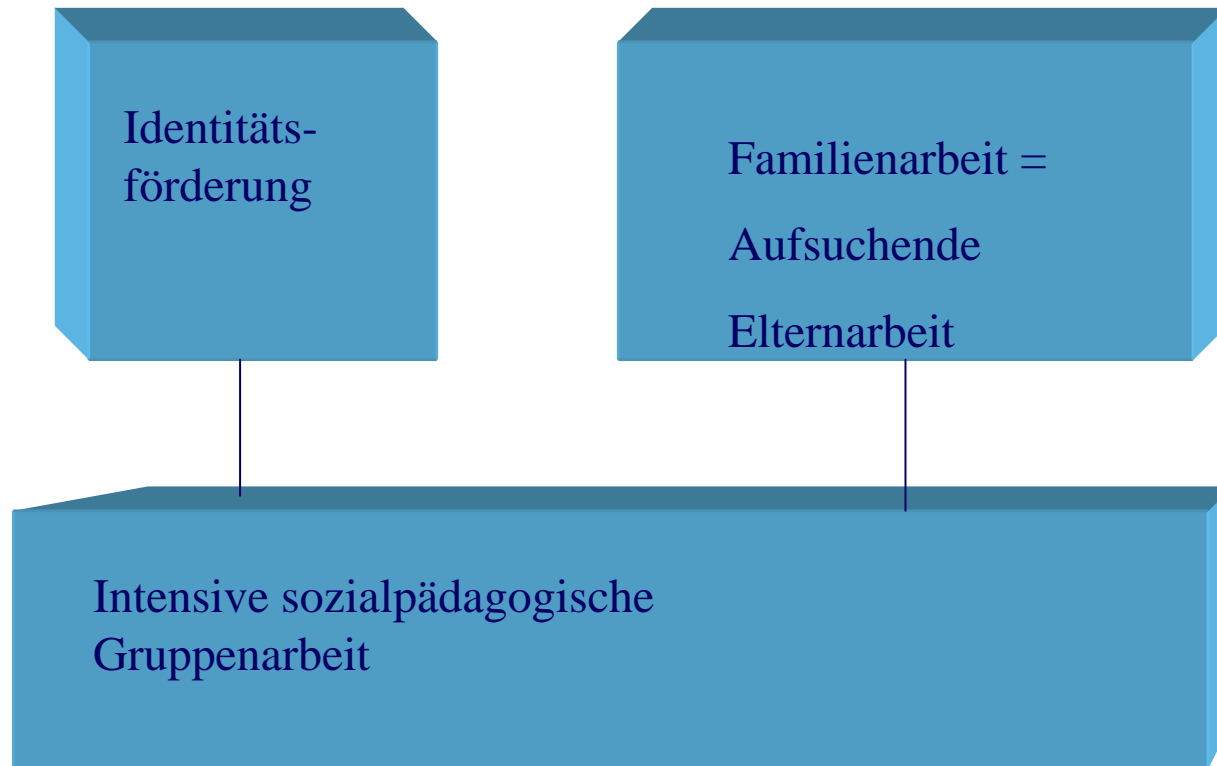 Identitäts-
förderung
Familienarbeit =
Aufsuchende
Elternarbeit
Intensive sozialpädagogische
Gruppenarbeit